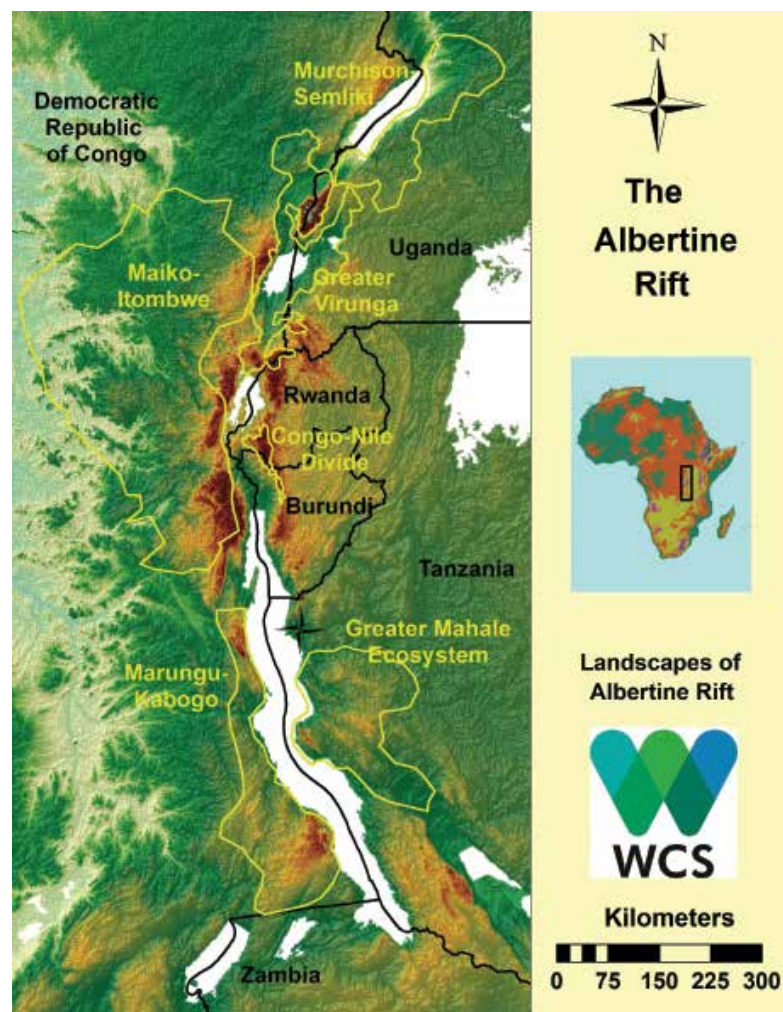 Murchison-
Semliki
Democratic
Republic
of Congo
Uganda
Maiko-
Itombwe
Greater
Virunga
Rwanda
Congo-Nile
Divide
Burundi
Tanzania
Greater Mahale
Ecosystem
Marungu-
Kabogo
Zambia
N
The
Albertine
Rift
Landscapes of
Albertine Rift
WCS
Kilometers
0 75 150 225 300